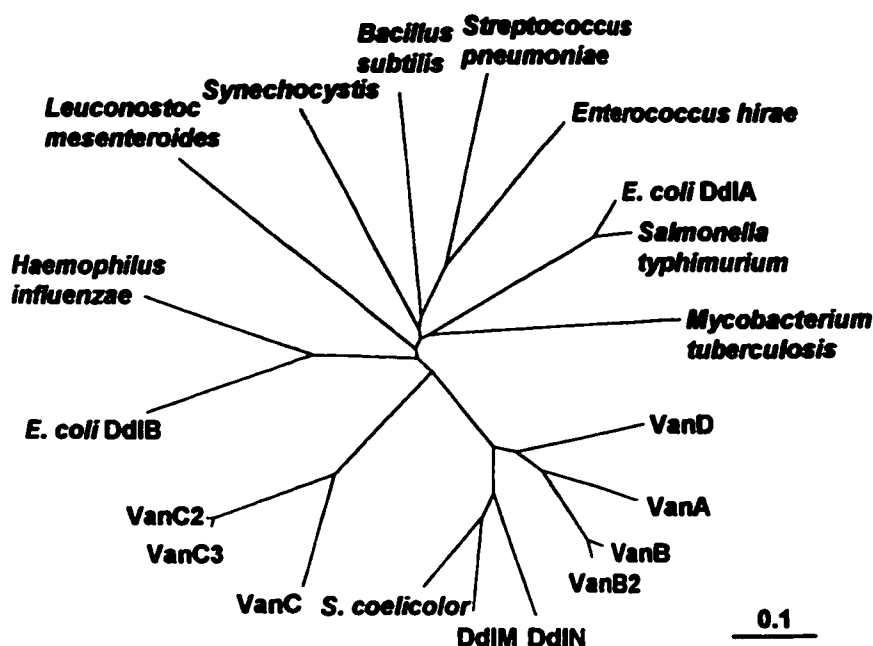 Bacillus
subtilis
Streptococcus
pneumoniae
Synechocystis
Leuconostoc
mesenteroides
Enterococcus hirae
E. coli DdlA
Salmonella
typhimurium
Haemophilus
influenzae
Mycobacterium
tuberculosis
E. coli DdlB
VanD
VanA
VanC2
VanB
VanC3
VanB2
VanC
S. coelicolor
DdlM DdlN
0.1